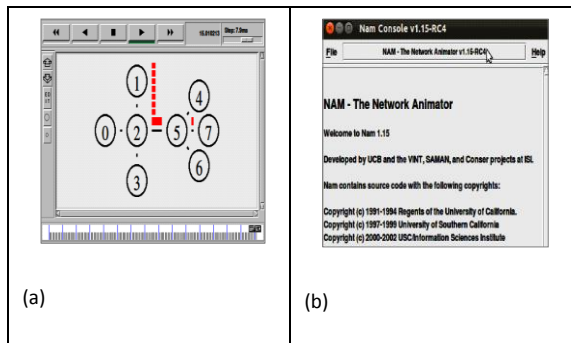 Step: 7.9ms
1
4
0
2
5
7
3
6
(a)
Nam Console v1.15-RC4
File
NAM - The Network Animator v1.15-RC4
Help
NAM - The Network Animator
Welcome to Nam 1.15
Developed by UCB and the VINT, SAMAN, and Conser projects at ISI.
Nam contains source code with the following copyrights:
Copyright (c) 1991-1994 Regents of the University of California.
Copyright (c) 1997-1999 University of Southern California
Copyright (c) 2000-2002 USC/Information Sciences Institute
(b)